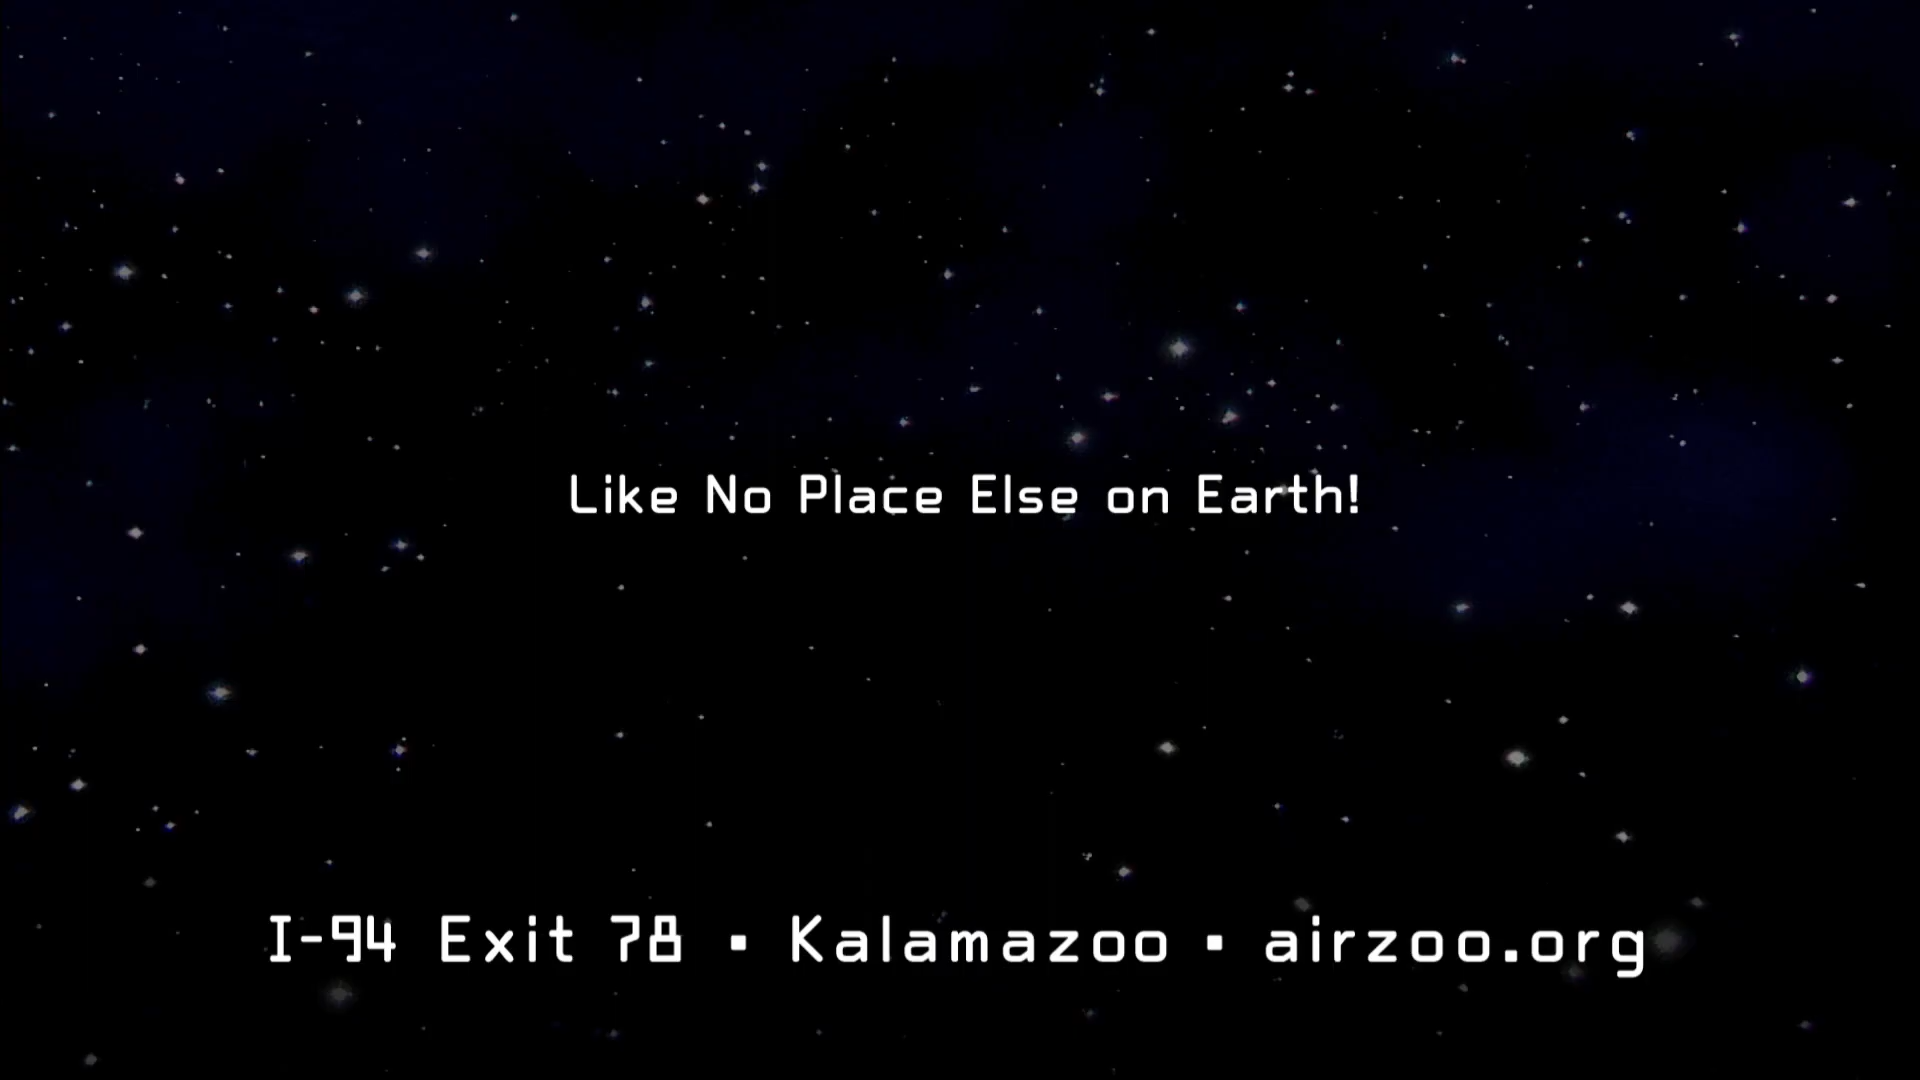 Like No Place Else on Earth!
I-94 Exit 78 ▪ Kalamazoo ▪ airzoo.org